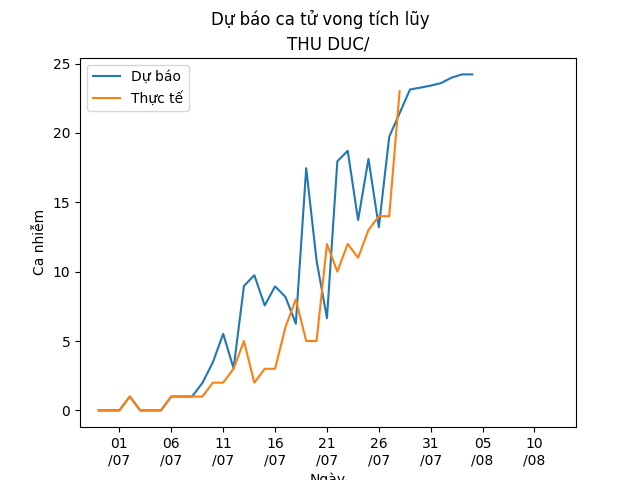 Dự báo ca tử vong tích lũy
THU DUC/
Dự báo
Thực tế
25
20
15
10
5
0
Ca nhiễm
01 06 11 16 21 26 31 05 10
/07 /07 /07 /07 /07 /07 /07 /08 /08
Ngày